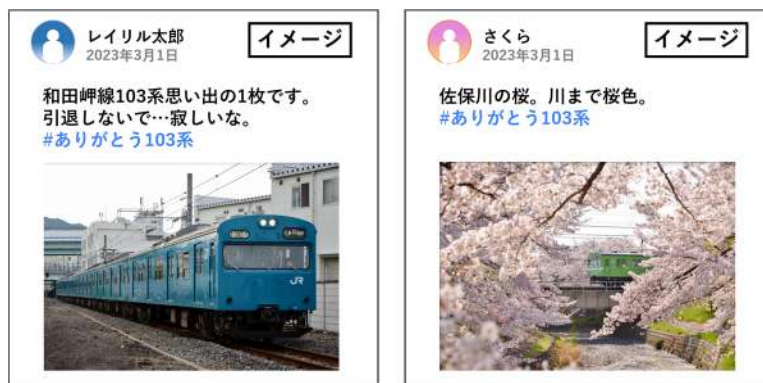 レイリル太郎
2023年3月1日
イメージ
和田岬線103系思い出の1枚です。
引退しないで…寂しいな。
#ありがとう103系
JR
さくら
2023年3月1日
イメージ
佐保川の桜。川まで桜色。
#ありがとう103系